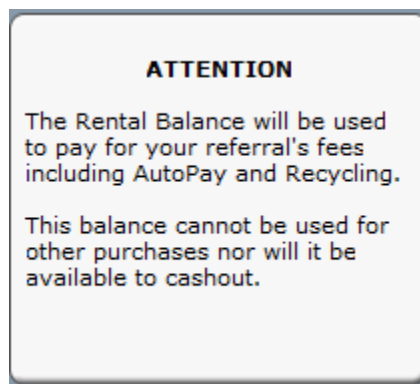 ATTENTION
The Rental Balance will be used
to pay for your referral's fees
including AutoPay and Recycling.
This balance cannot be used for
other purchases nor will it be
available to cashout.